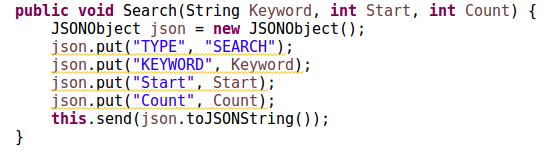 public void Search(String Keyword, int Start, int Count) {
    JSONObject json = new JSONObject();
    json.put("TYPE", "SEARCH");
    json.put("KEYWORD", Keyword);
    json.put("Start", Start);
    json.put("Count", Count);
    this.send(json.toJSONString());
}